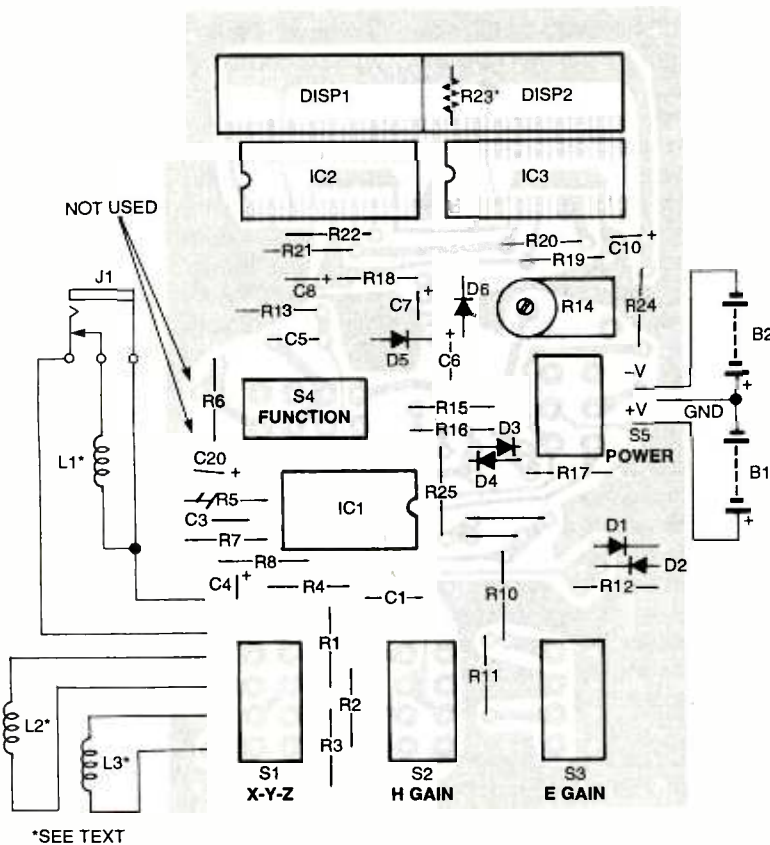 DISP1
R23*
DISP2
IC2
IC3
NOT USED
R22
R21
R20
C10 +
R19
J1
C8 +
R18
C7 +
D6
R14
R24
R13
C5
D5
C6 +
B2
–V
+
R6
S4
FUNCTION
+V
GND
R15
R16
D3
S5
POWER
L1*
C20 +
R25
D4
R17
B1
R5
IC1
C3
+
R7
D1
R8
D2
C4 +
R4
C1
R10
R12
R1
R11
R2
L2*
R3
L3*
S1
X-Y-Z
S2
H GAIN
S3
E GAIN
*SEE TEXT